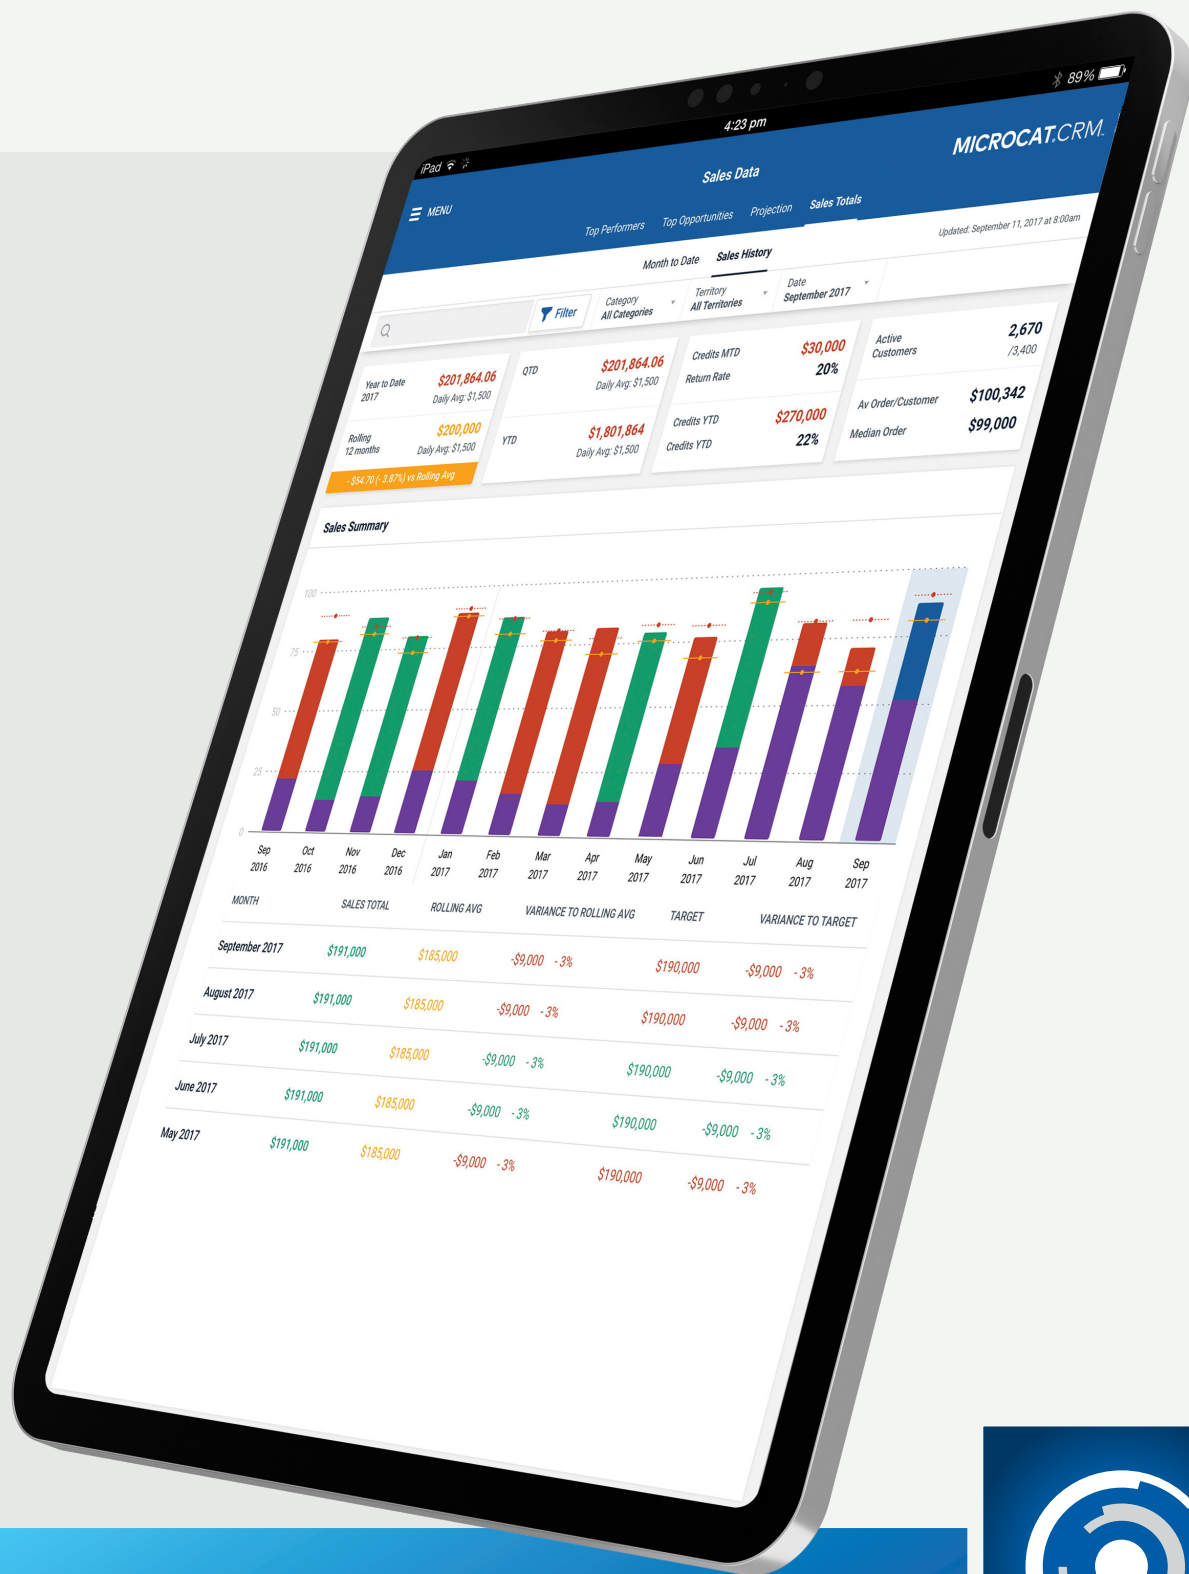 iPad 4:23 pm 89%
MENU Sales Data MICROCAT.CRM™
Top Performers Top Opportunities Projection Sales Totals
Month to Date Sales History Updated: September 11, 2017 at 8:00am
Filter
Category
All Categories
Territory
All Territories
Date
September 2017
Year to Date
2017
$201,864.06
Daily Avg: $1,500
Rolling
12 months
$200,000
Daily Avg: $1,500
- $54.70 (- 3.87%) vs Rolling Avg
QTD $201,864.06
Daily Avg: $1,500
YTD $1,801,864
Daily Avg: $1,500
Credits MTD $30,000
Return Rate 20%
Credits YTD $270,000
Credits YTD 22%
Active
Customers
2,670
/3,400
Av Order/Customer $100,342
Median Order $99,000
Sales Summary
100
75
50
25
0
Sep Oct Nov Dec Jan Feb Mar Apr May Jun Jul Aug Sep
2016 2016 2016 2016 2017 2017 2017 2017 2017 2017 2017 2017 2017
MONTH SALES TOTAL ROLLING AVG VARIANCE TO ROLLING AVG TARGET VARIANCE TO TARGET
September 2017 $191,000 $185,000 -$9,000 - 3% $190,000 -$9,000 - 3%
August 2017 $191,000 $185,000 -$9,000 - 3% $190,000 -$9,000 - 3%
July 2017 $191,000 $185,000 -$9,000 - 3% $190,000 -$9,000 - 3%
June 2017 $191,000 $185,000 -$9,000 - 3% $190,000 -$9,000 - 3%
May 2017 $191,000 $185,000 -$9,000 - 3% $190,000 -$9,000 - 3%